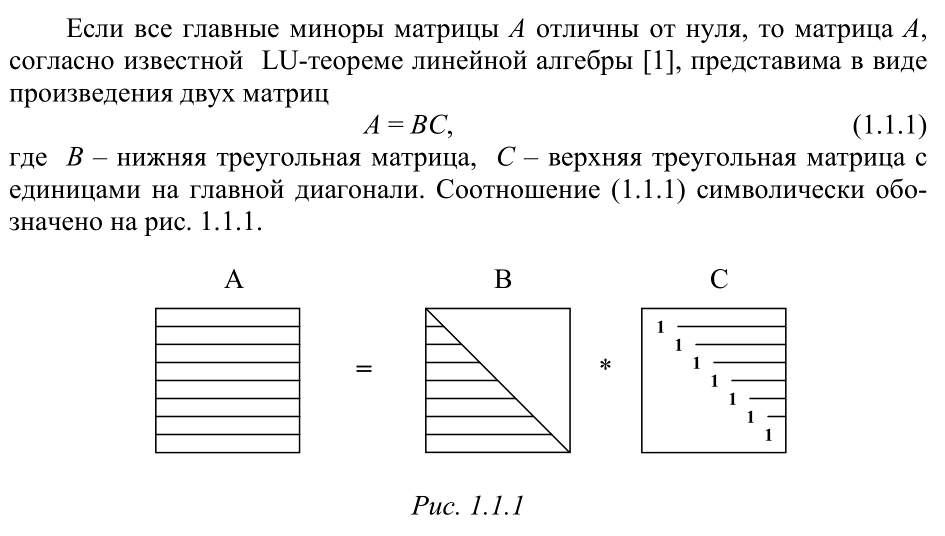 Если все главные миноры матрицы A отличны от нуля, то матрица A,
согласно известной LU-теореме линейной алгебры [1], представима в виде
произведения двух матриц
A = BC, (1.1.1)
где B – нижняя треугольная матрица, C – верхняя треугольная матрица с
единицами на главной диагонали. Соотношение (1.1.1) символически обо-
значено на рис. 1.1.1.
A B C
1
1
1
= * 1
1
1
1
Рис. 1.1.1